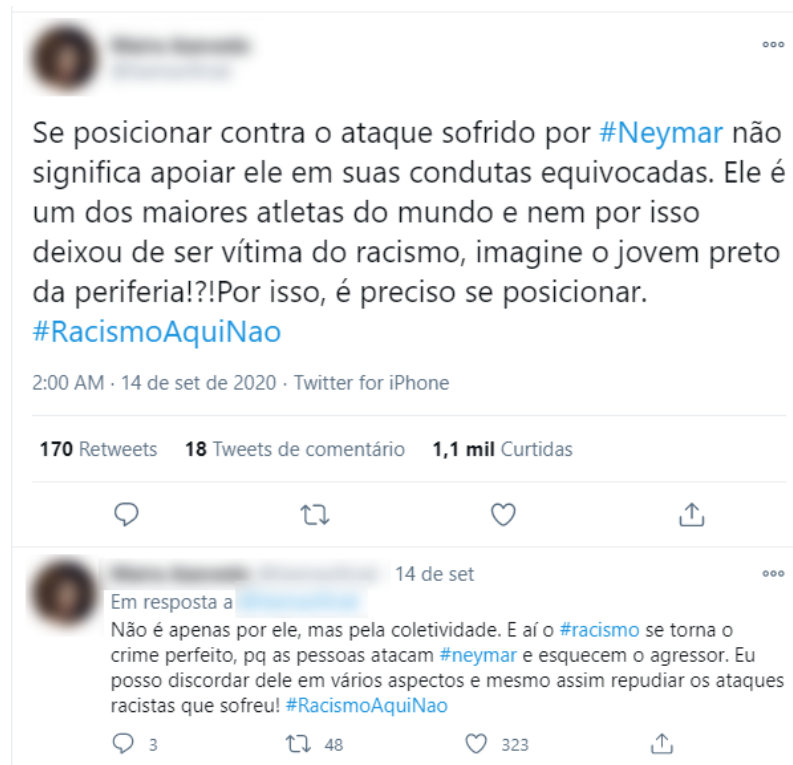 Se posicionar contra o ataque sofrido por #Neymar não
significa apoiar ele em suas condutas equivocadas. Ele é
um dos maiores atletas do mundo e nem por isso
deixou de ser vítima do racismo, imagine o jovem preto
da periferia!?!Por isso, é preciso se posicionar.
#RacismoAquiNao
2:00 AM · 14 de set de 2020 · Twitter for iPhone
170 Retweets 18 Tweets de comentário 1,1 mil Curtidas
14 de set
Em resposta a
Não é apenas por ele, mas pela coletividade. E aí o #racismo se torna o
crime perfeito, pq as pessoas atacam #neymar e esquecem o agressor. Eu
posso discordar dele em vários aspectos e mesmo assim repudiar os ataques
racistas que sofreu! #RacismoAquiNao
3 48 323